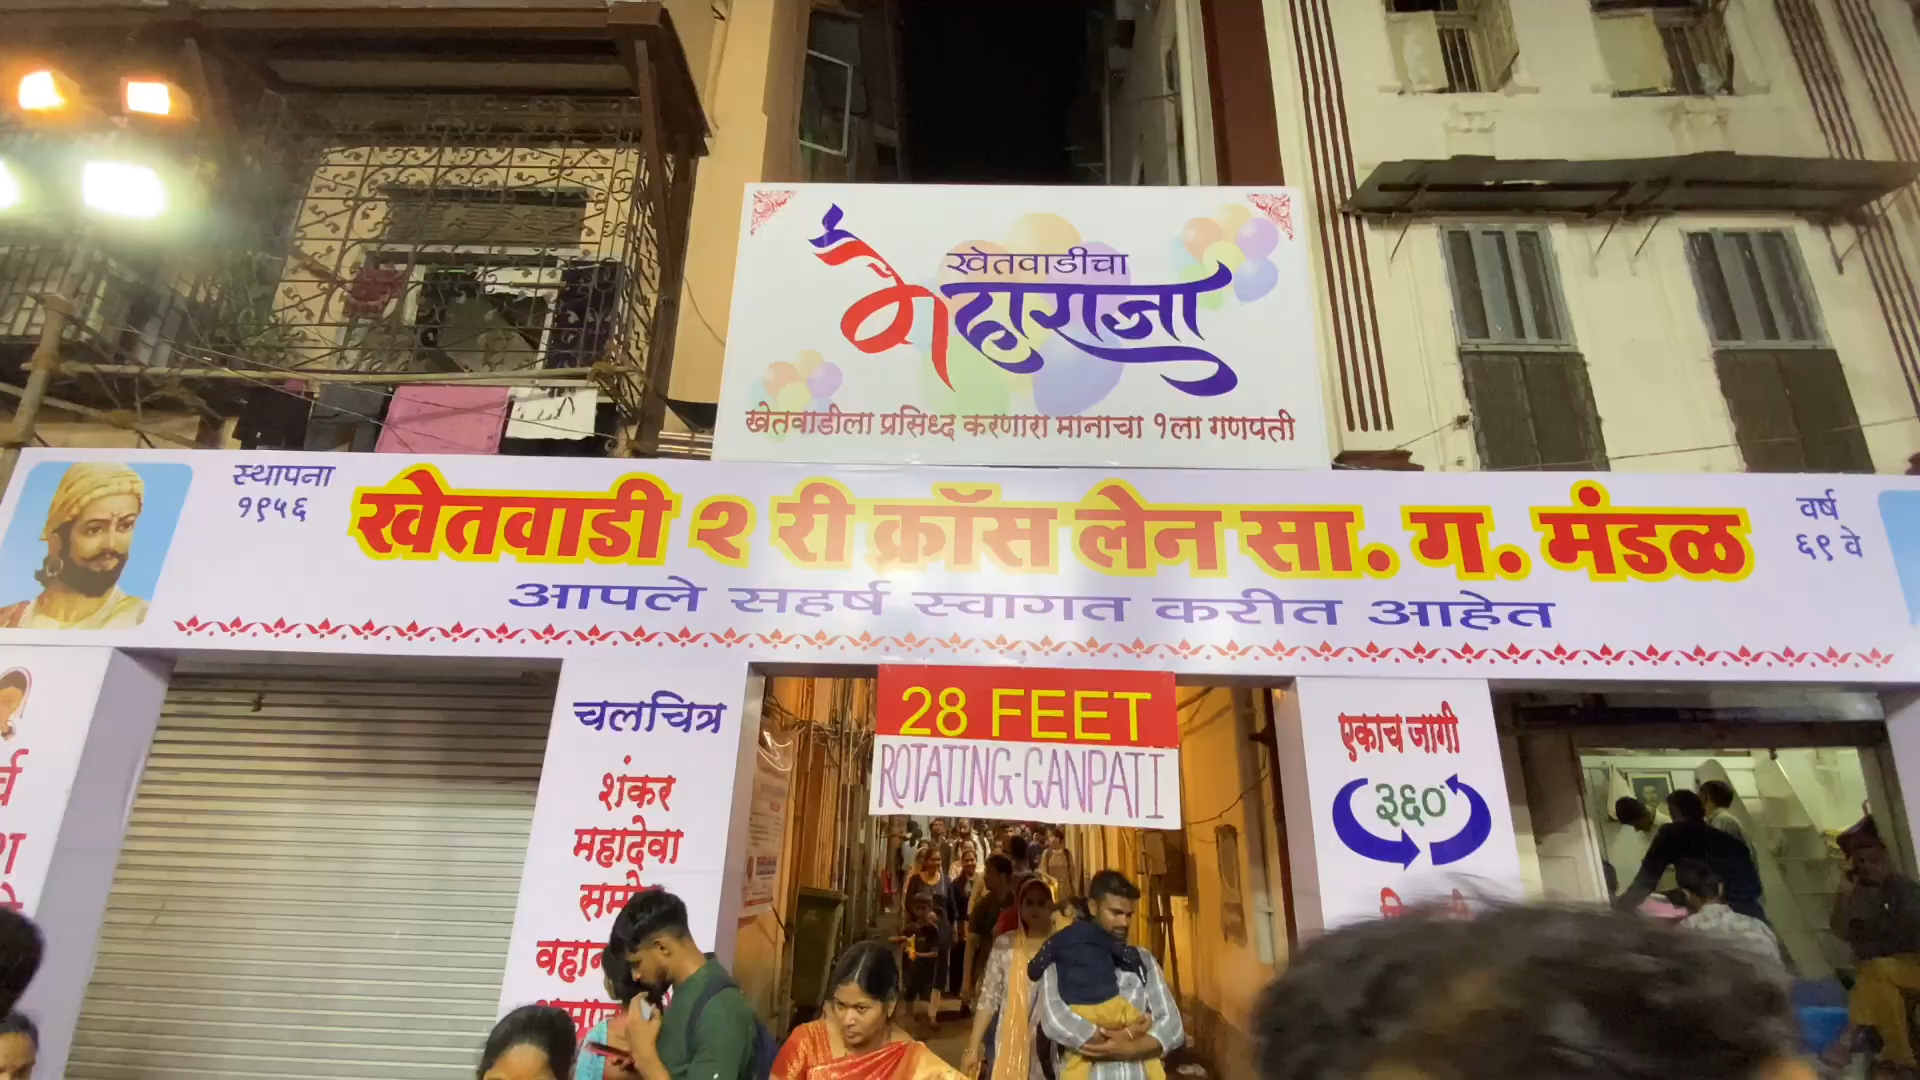 खेतवाडीचा
महाराजा
खेतवाडीला प्रसिध्द करणारा मानाचा १ला गणपती
स्थापना
१९५६
खेतवाडी २ री क्रॉस लेन सा. ग. मंडळ
वर्ष
६९ वे
आपले सहर्ष स्वागत करीत आहेत
28 FEET
ROTATING-GANPATI
चलचित्र
शंकर
महादेवा
एकाच जागी
३६०°